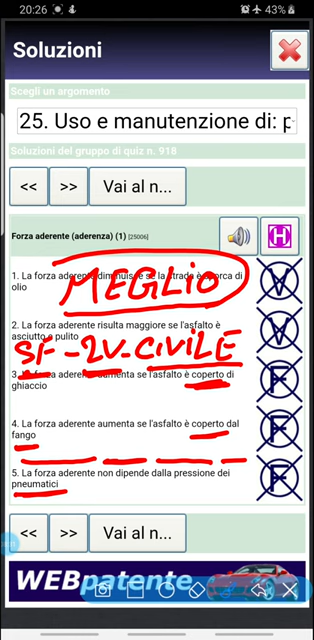 20:26 43%
Soluzioni
Scegli un argomento
25. Uso e manutenzione di: p
Soluzioni del gruppo di quiz n. 918
<< >> Vai al n...
Forza aderente (aderenza) (1) [25006]
H
1. La forza aderente diminuisce se la strada è sporca di
olio
V
MEGLIO
2. La forza aderente risulta maggiore se l'asfalto è
asciutto e pulito
V
SF-2V-CIVILE
3. La forza aderente aumenta se l'asfalto è coperto di
ghiaccio
F
4. La forza aderente aumenta se l'asfalto è coperto dal
fango
F
5. La forza aderente non dipende dalla pressione dei
pneumatici
F
<< >> Vai al n...
WEBpatente